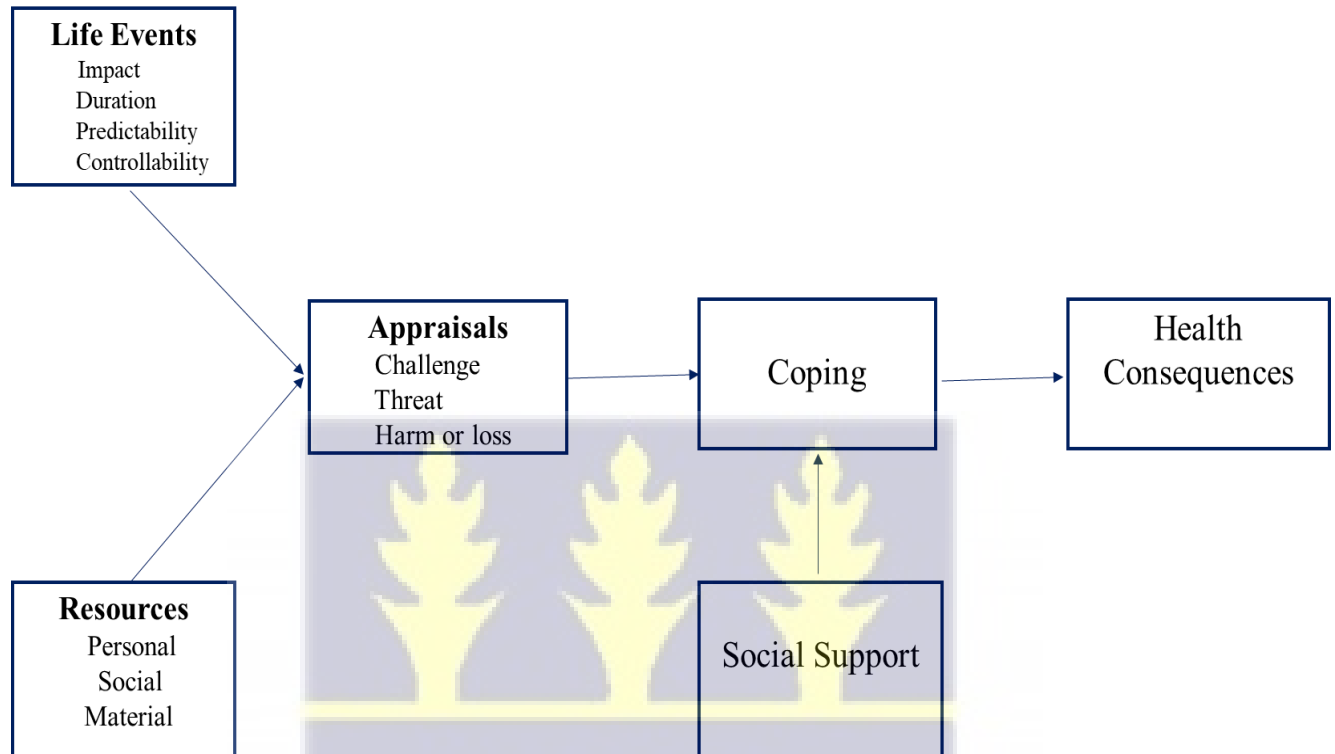 Life Events
Impact
Duration
Predictability
Controllability
Appraisals
Challenge
Threat
Harm or loss
Coping
Health
Consequences
Resources
Personal
Social
Material
Social Support